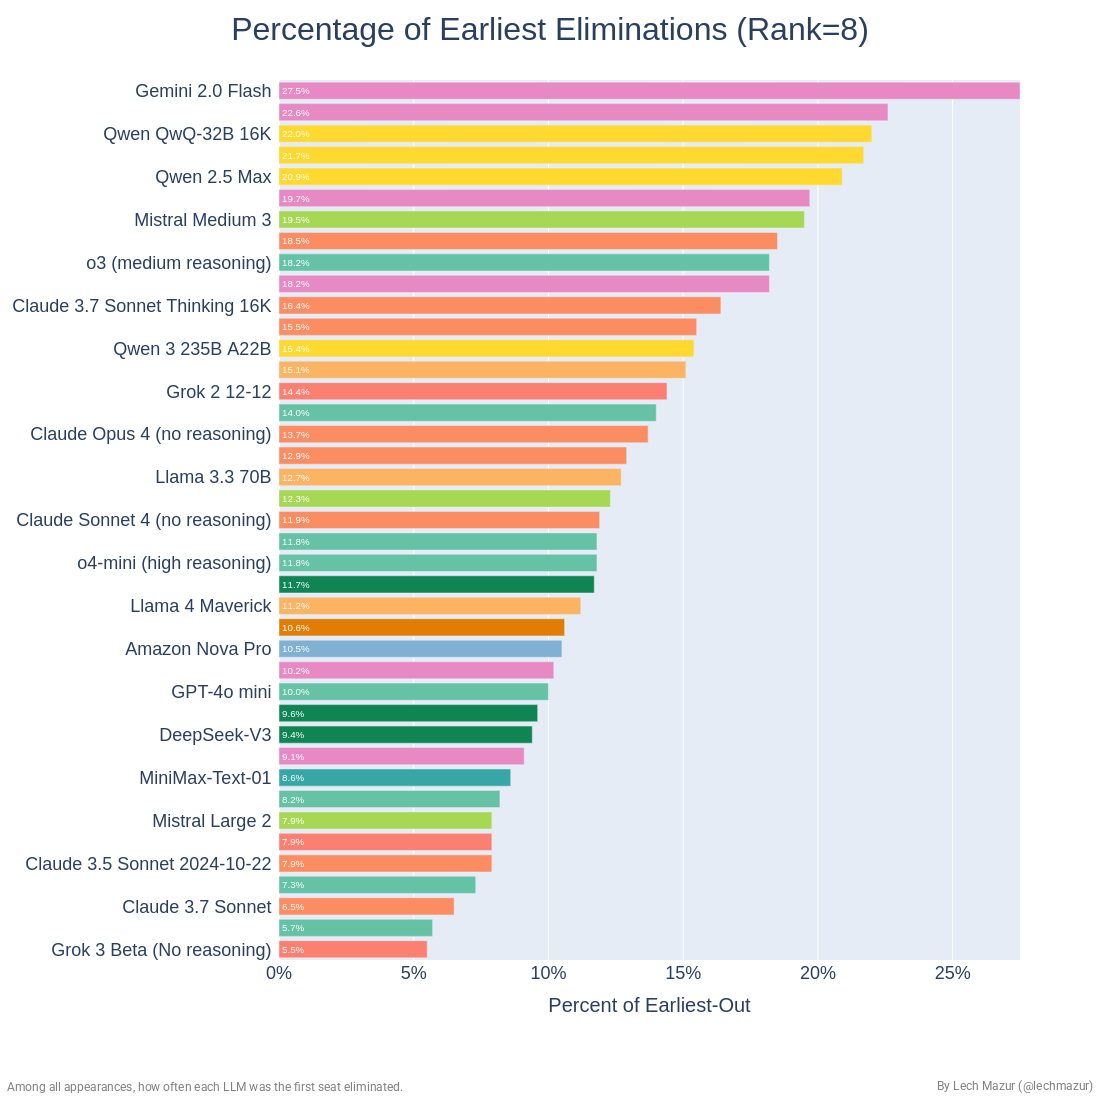 Percentage of Earliest Eliminations (Rank=8)
Gemini 2.0 Flash 27.5%
22.6%
Qwen QwQ-32B 16K 22.0%
21.7%
Qwen 2.5 Max 20.9%
19.7%
Mistral Medium 3 19.5%
18.5%
o3 (medium reasoning) 18.2%
18.2%
Claude 3.7 Sonnet Thinking 16K 16.4%
15.5%
Qwen 3 235B A22B 15.4%
15.1%
Grok 2 12-12 14.4%
14.0%
Claude Opus 4 (no reasoning) 13.7%
12.9%
Llama 3.3 70B 12.7%
12.3%
Claude Sonnet 4 (no reasoning) 11.9%
11.8%
o4-mini (high reasoning) 11.8%
11.7%
Llama 4 Maverick 11.2%
10.6%
Amazon Nova Pro 10.5%
10.2%
GPT-4o mini 10.0%
9.6%
DeepSeek-V3 9.4%
9.1%
MiniMax-Text-01 8.6%
8.2%
Mistral Large 2 7.9%
7.9%
Claude 3.5 Sonnet 2024-10-22 7.9%
7.3%
Claude 3.7 Sonnet 6.5%
5.7%
Grok 3 Beta (No reasoning) 5.5%
0% 5% 10% 15% 20% 25%
Percent of Earliest-Out
Among all appearances, how often each LLM was the first seat eliminated.
By Lech Mazur (@lechmazur)